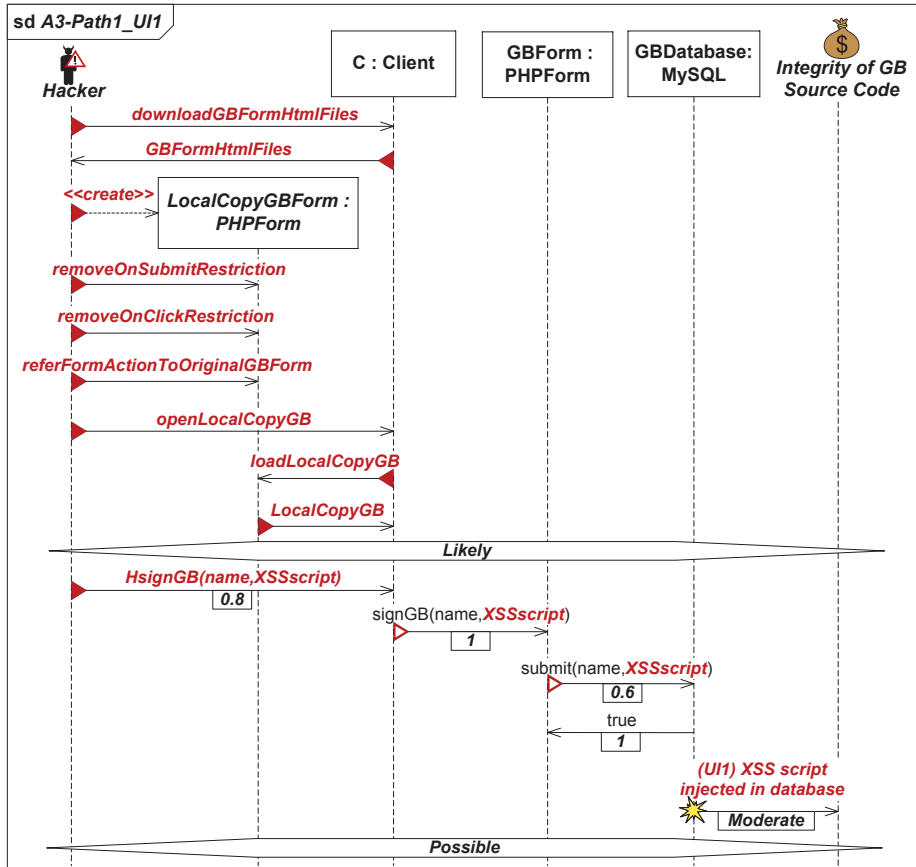 sd A3-Path1_UI1
Hacker
C : Client
GBForm :
PHPForm
GBDatabase:
MySQL
$
Integrity of GB
Source Code
downloadGBFormHtmlFiles
GBFormHtmlFiles
<<create>>
LocalCopyGBForm :
PHPForm
removeOnSubmitRestriction
removeOnClickRestriction
referFormActionToOriginalGBForm
openLocalCopyGB
loadLocalCopyGB
LocalCopyGB
Likely
HsignGB(name,XSSscript)
0.8
signGB(name,XSSscript)
1
submit(name,XSSscript)
0.6
true
1
(UI1) XSS script
injected in database
Moderate
Possible